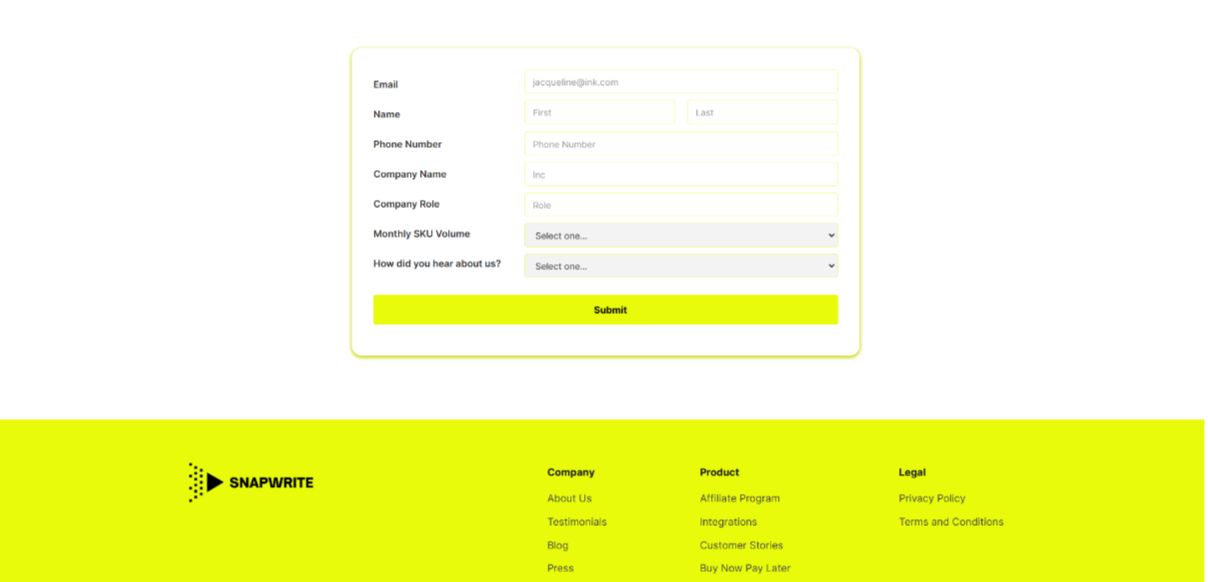 Email jacqueline@ink.com
Name First Last
Phone Number Phone Number
Company Name Inc
Company Role Role
Monthly SKU Volume Select one...
How did you hear about us? Select one...
Submit
SNAPWRITE
Company Product Legal
About Us Affiliate Program Privacy Policy
Testimonials Integrations Terms and Conditions
Blog Customer Stories
Press Buy Now Pay Later